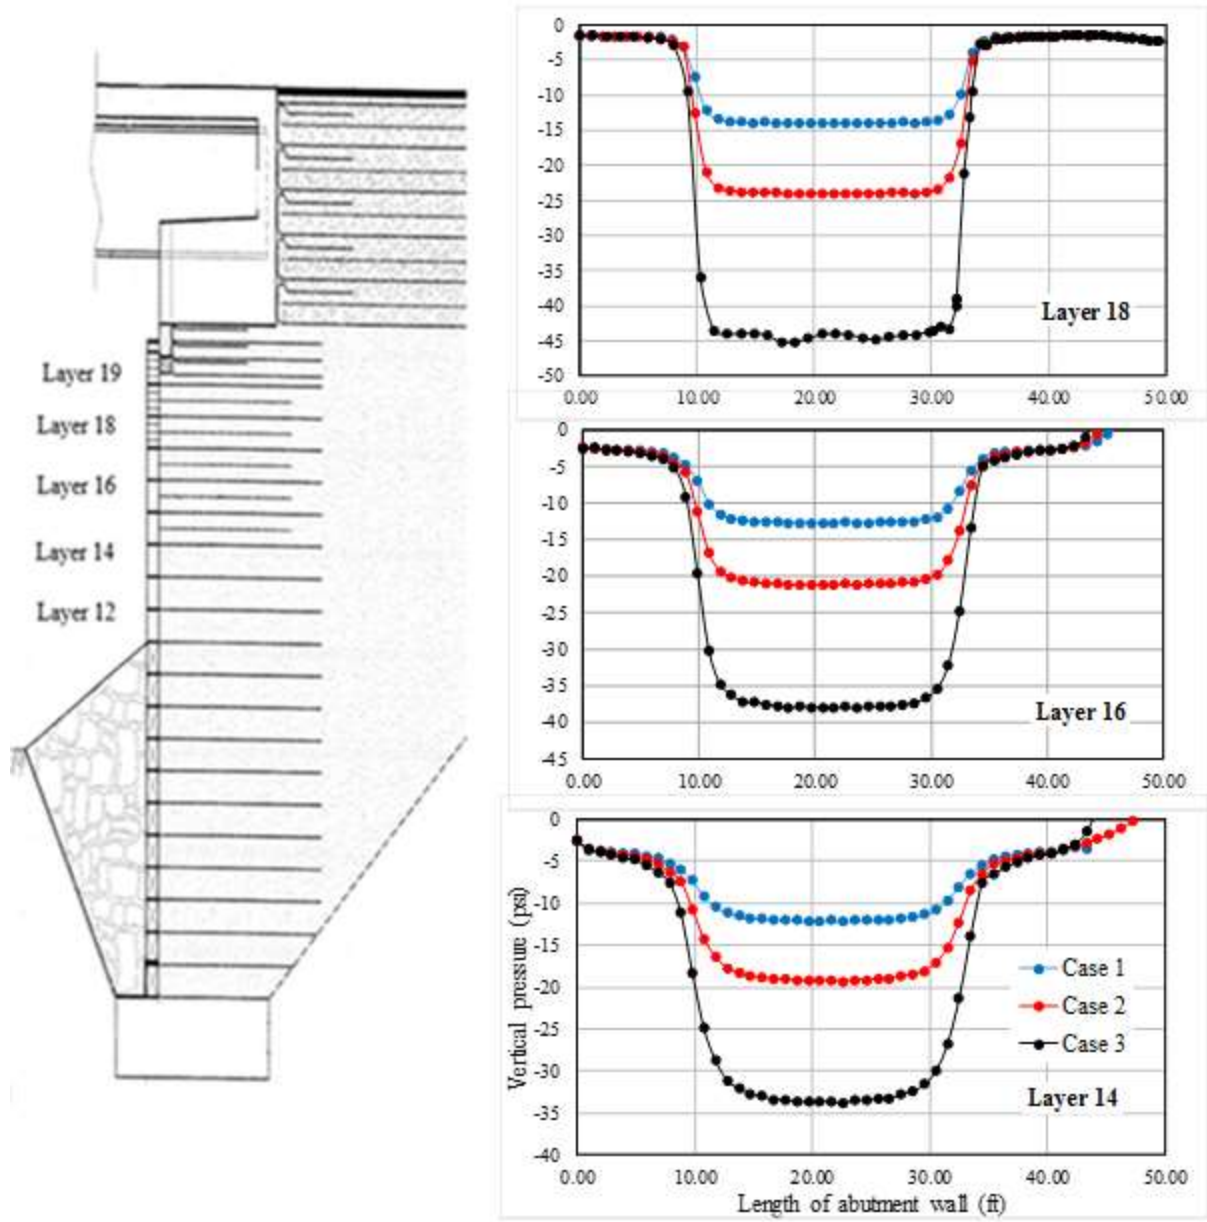 Layer 19
Layer 18
Layer 16
Layer 14
Layer 12
0
-5
-10
-15
-20
-25
-30
-35
-40
-45
-50
Layer 18
0.00 10.00 20.00 30.00 40.00 50.00
0
-5
-10
-15
-20
-25
-30
-35
-40
-45
Layer 16
0.00 10.00 20.00 30.00 40.00 50.00
Vertical pressure (psi)
0
-5
-10
-15
-20
-25
-30
-35
-40
Case 1
Case 2
Case 3
Layer 14
0.00 10.00 20.00 30.00 40.00 50.00
Length of abutment wall (ft)